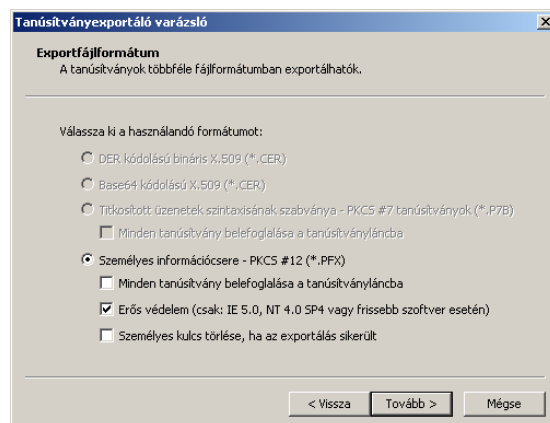 Tanúsítványexportáló varázsló
Exportfájlformátum
A tanúsítványok többféle fájlformátumban exportálhatók.
Válassza ki a használandó formátumot:
DER kódolású bináris X.509 (*.CER)
Base64 kódolású X.509 (*.CER)
Titkosított üzenetek szintaxisának szabványa - PKCS #7 tanúsítványok (*.P7B)
Minden tanúsítvány belefoglalása a tanúsítványláncba
Személyes információcsere - PKCS #12 (*.PFX)
Minden tanúsítvány belefoglalása a tanúsítványláncba
Erős védelem (csak: IE 5.0, NT 4.0 SP4 vagy frissebb szoftver esetén)
Személyes kulcs törlése, ha az exportálás sikerült
< Vissza
Tovább >
Mégse